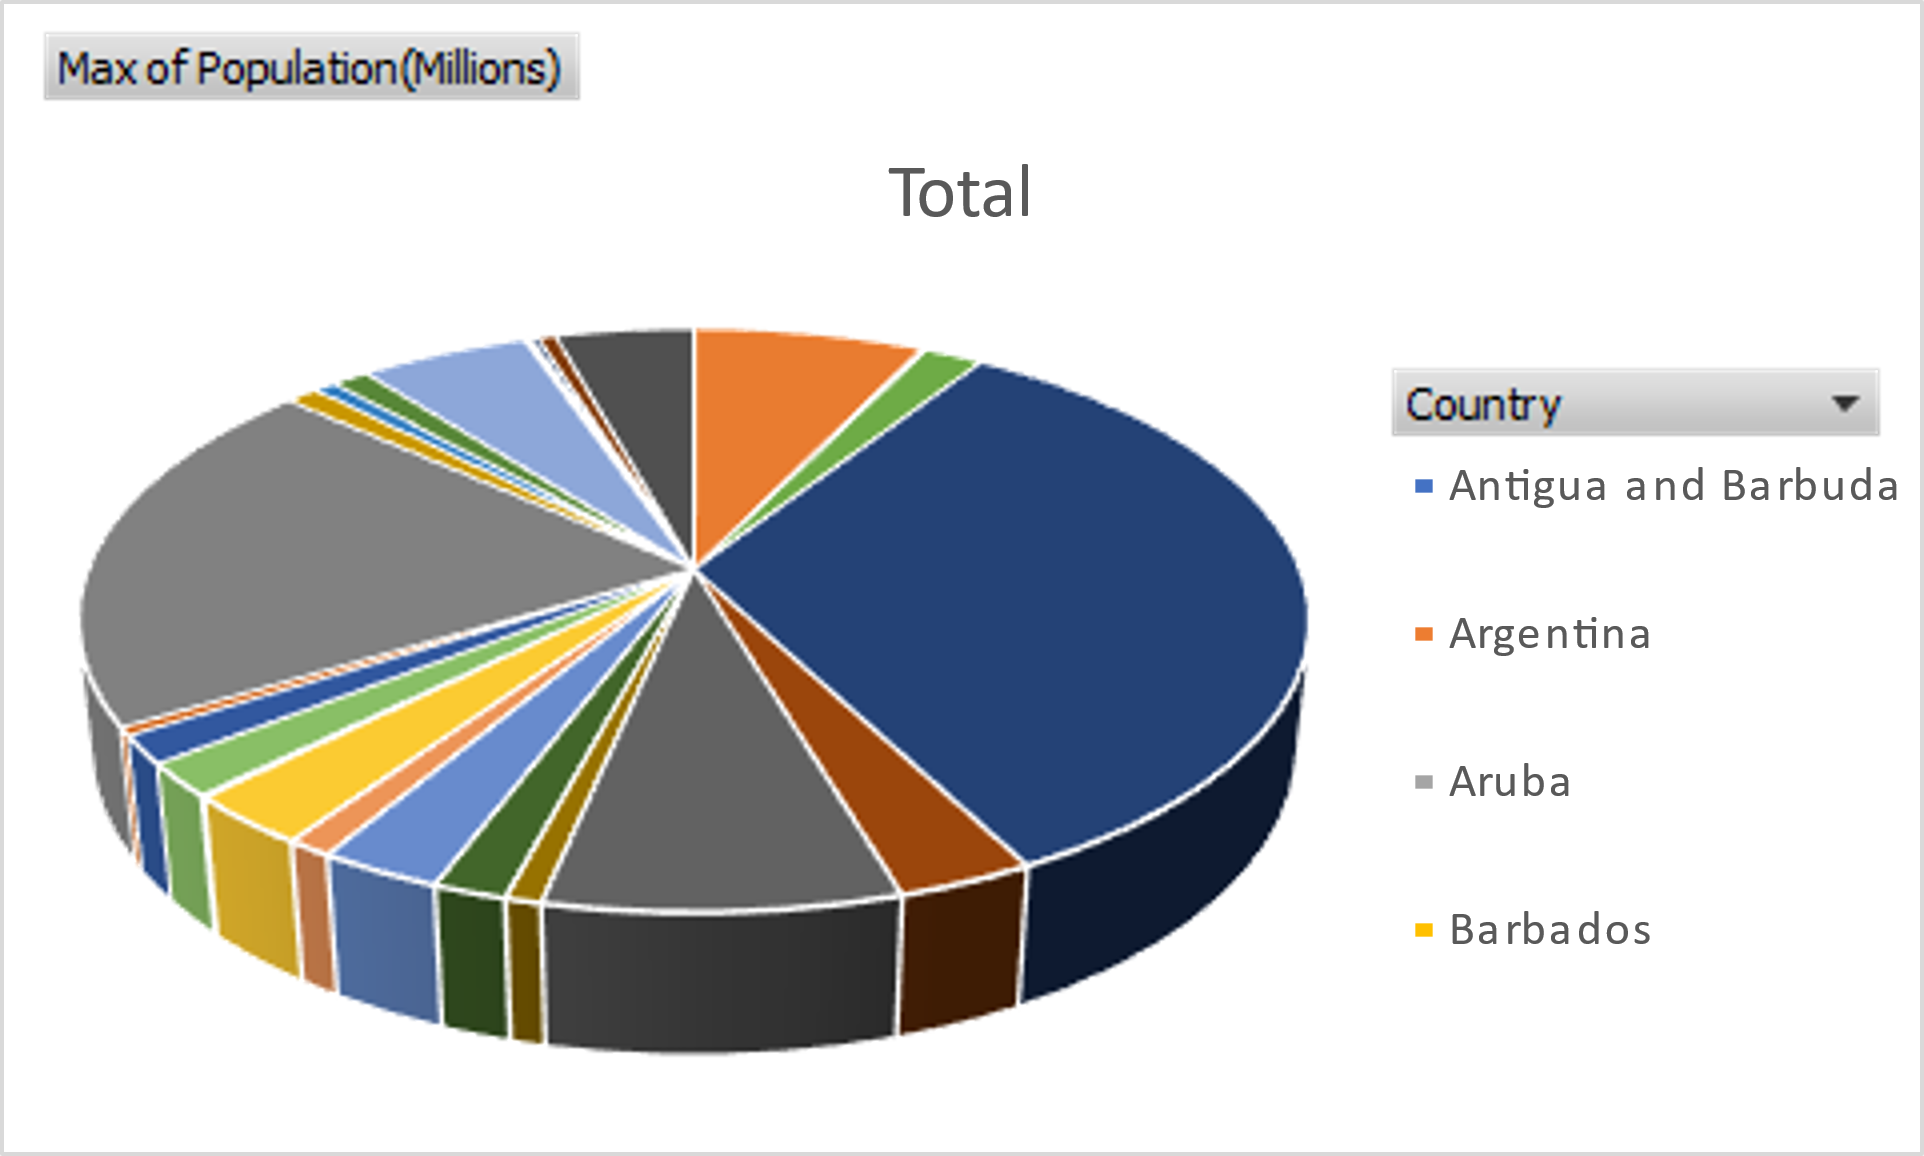 Max of Population(Millions)
Total
Country
Antigua and Barbuda
Argentina
Aruba
Barbados